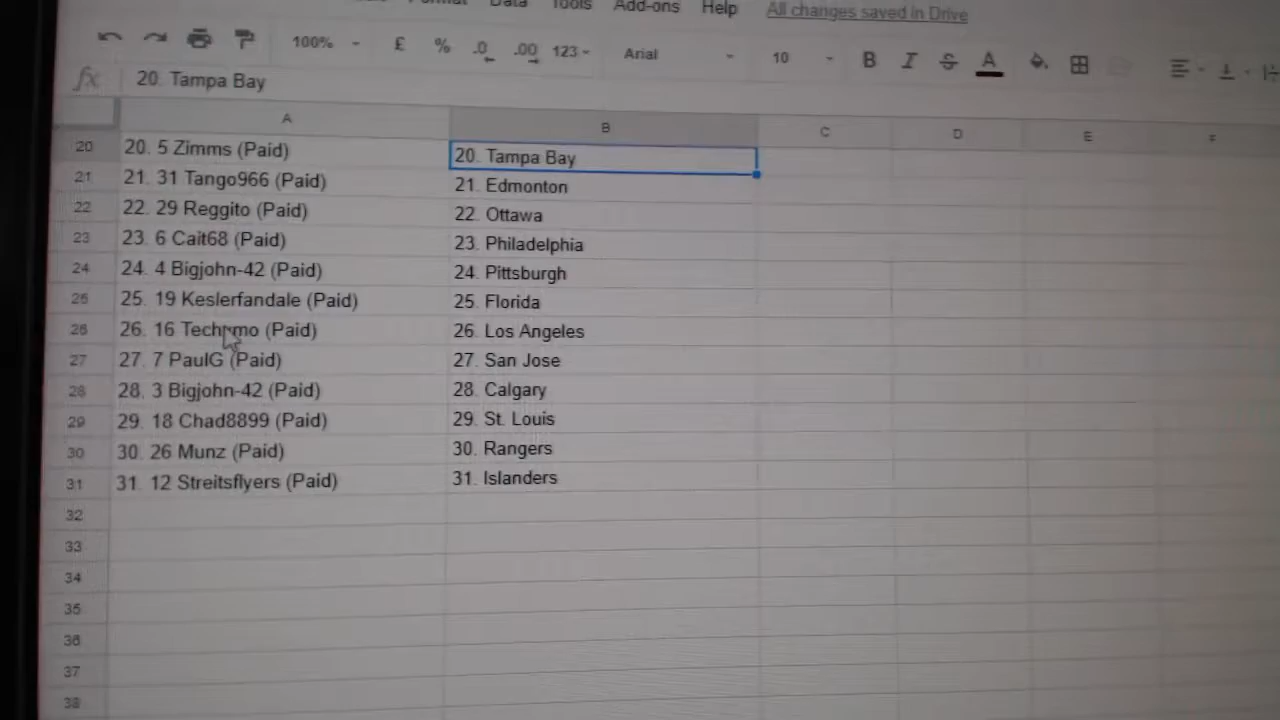 Data Tools Add-ons Help All changes saved in Drive
100% £ % .0 .00 123 Arial 10 B I S A
fx 20. Tampa Bay
A B C D E
20 20. 5 Zimms (Paid) 20. Tampa Bay
21 21. 31 Tango966 (Paid) 21. Edmonton
22 22. 29 Reggito (Paid) 22. Ottawa
23 23. 6 Cait68 (Paid) 23. Philadelphia
24 24. 4 Bigjohn-42 (Paid) 24. Pittsburgh
25 25. 19 Keslerfandale (Paid) 25. Florida
26 26. 16 (Paid) 26. Los Angeles
27 27. 7 PaulG (Paid) 27. San Jose
28 28. 3 Bigjohn-42 (Paid) 28. Calgary
29 29. 18 Chad8899 (Paid) 29. St. Louis
30 30. 26 Munz (Paid) 30. Rangers
31 31. 12 Streitsflyers (Paid) 31. Islanders
32
33
34
35
36
37
38